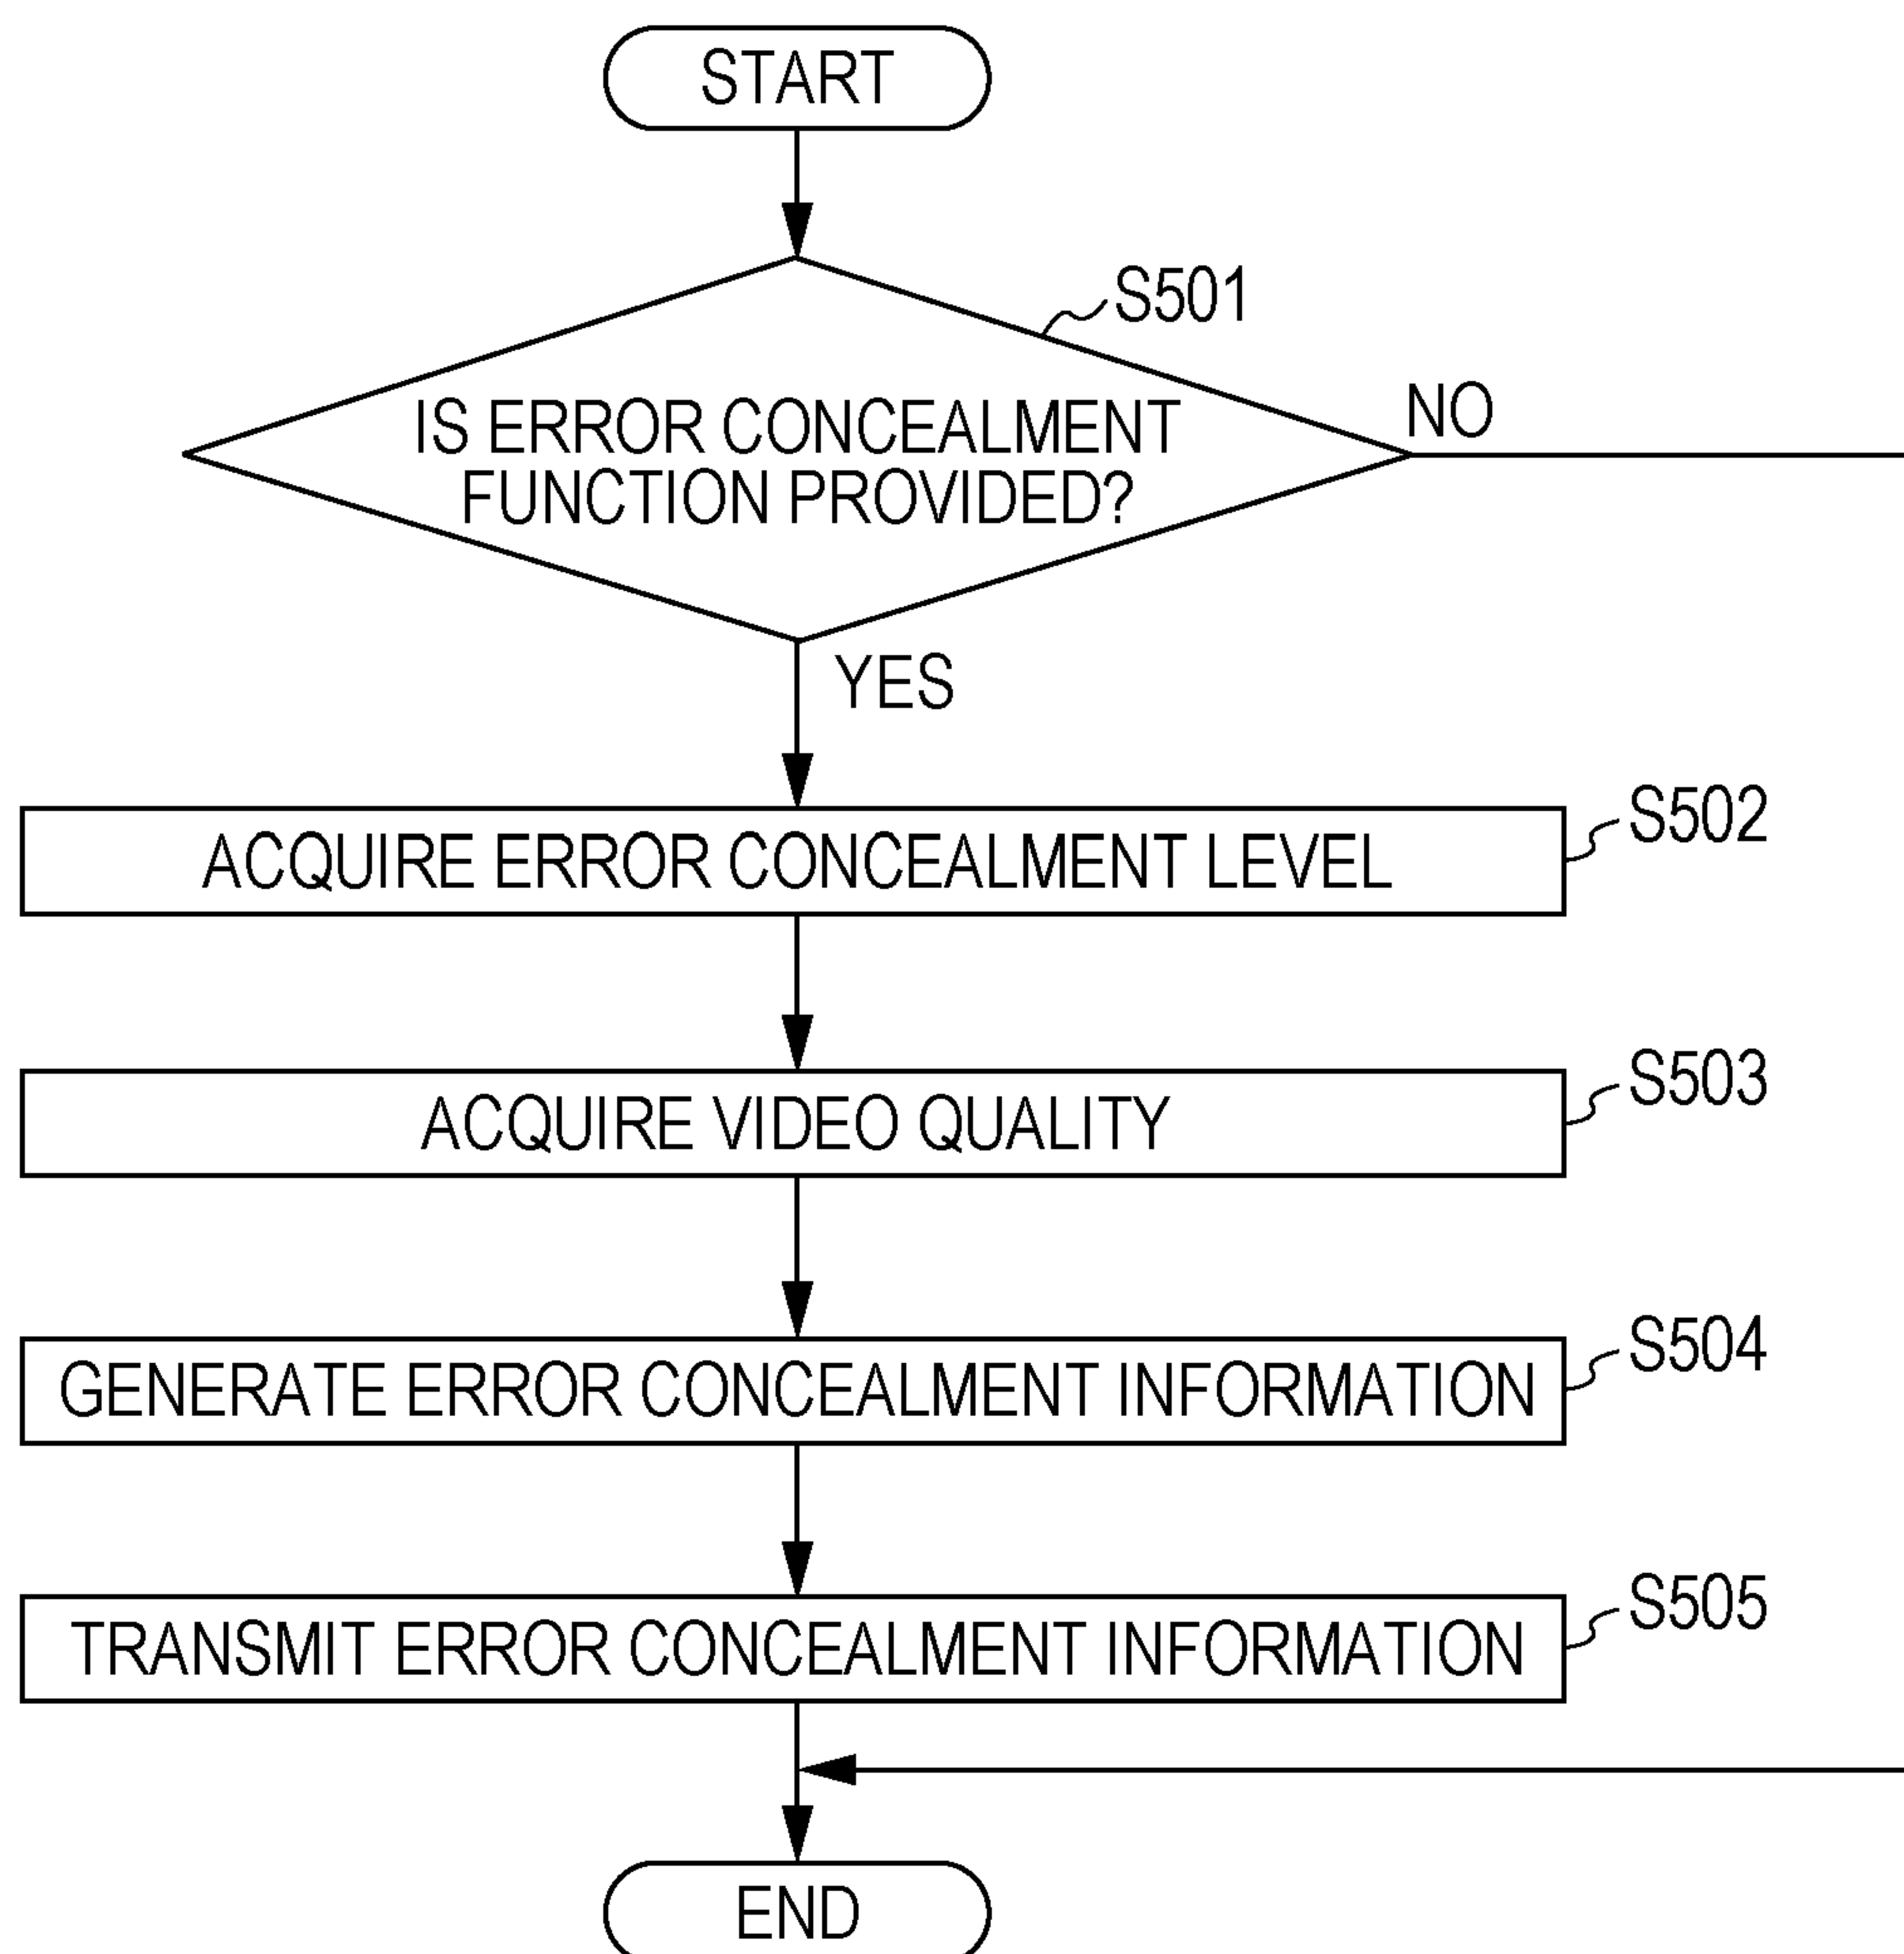 START
S501
IS ERROR CONCEALMENT
FUNCTION PROVIDED?
NO
YES
S502
ACQUIRE ERROR CONCEALMENT LEVEL
S503
ACQUIRE VIDEO QUALITY
S504
GENERATE ERROR CONCEALMENT INFORMATION
S505
TRANSMIT ERROR CONCEALMENT INFORMATION
END